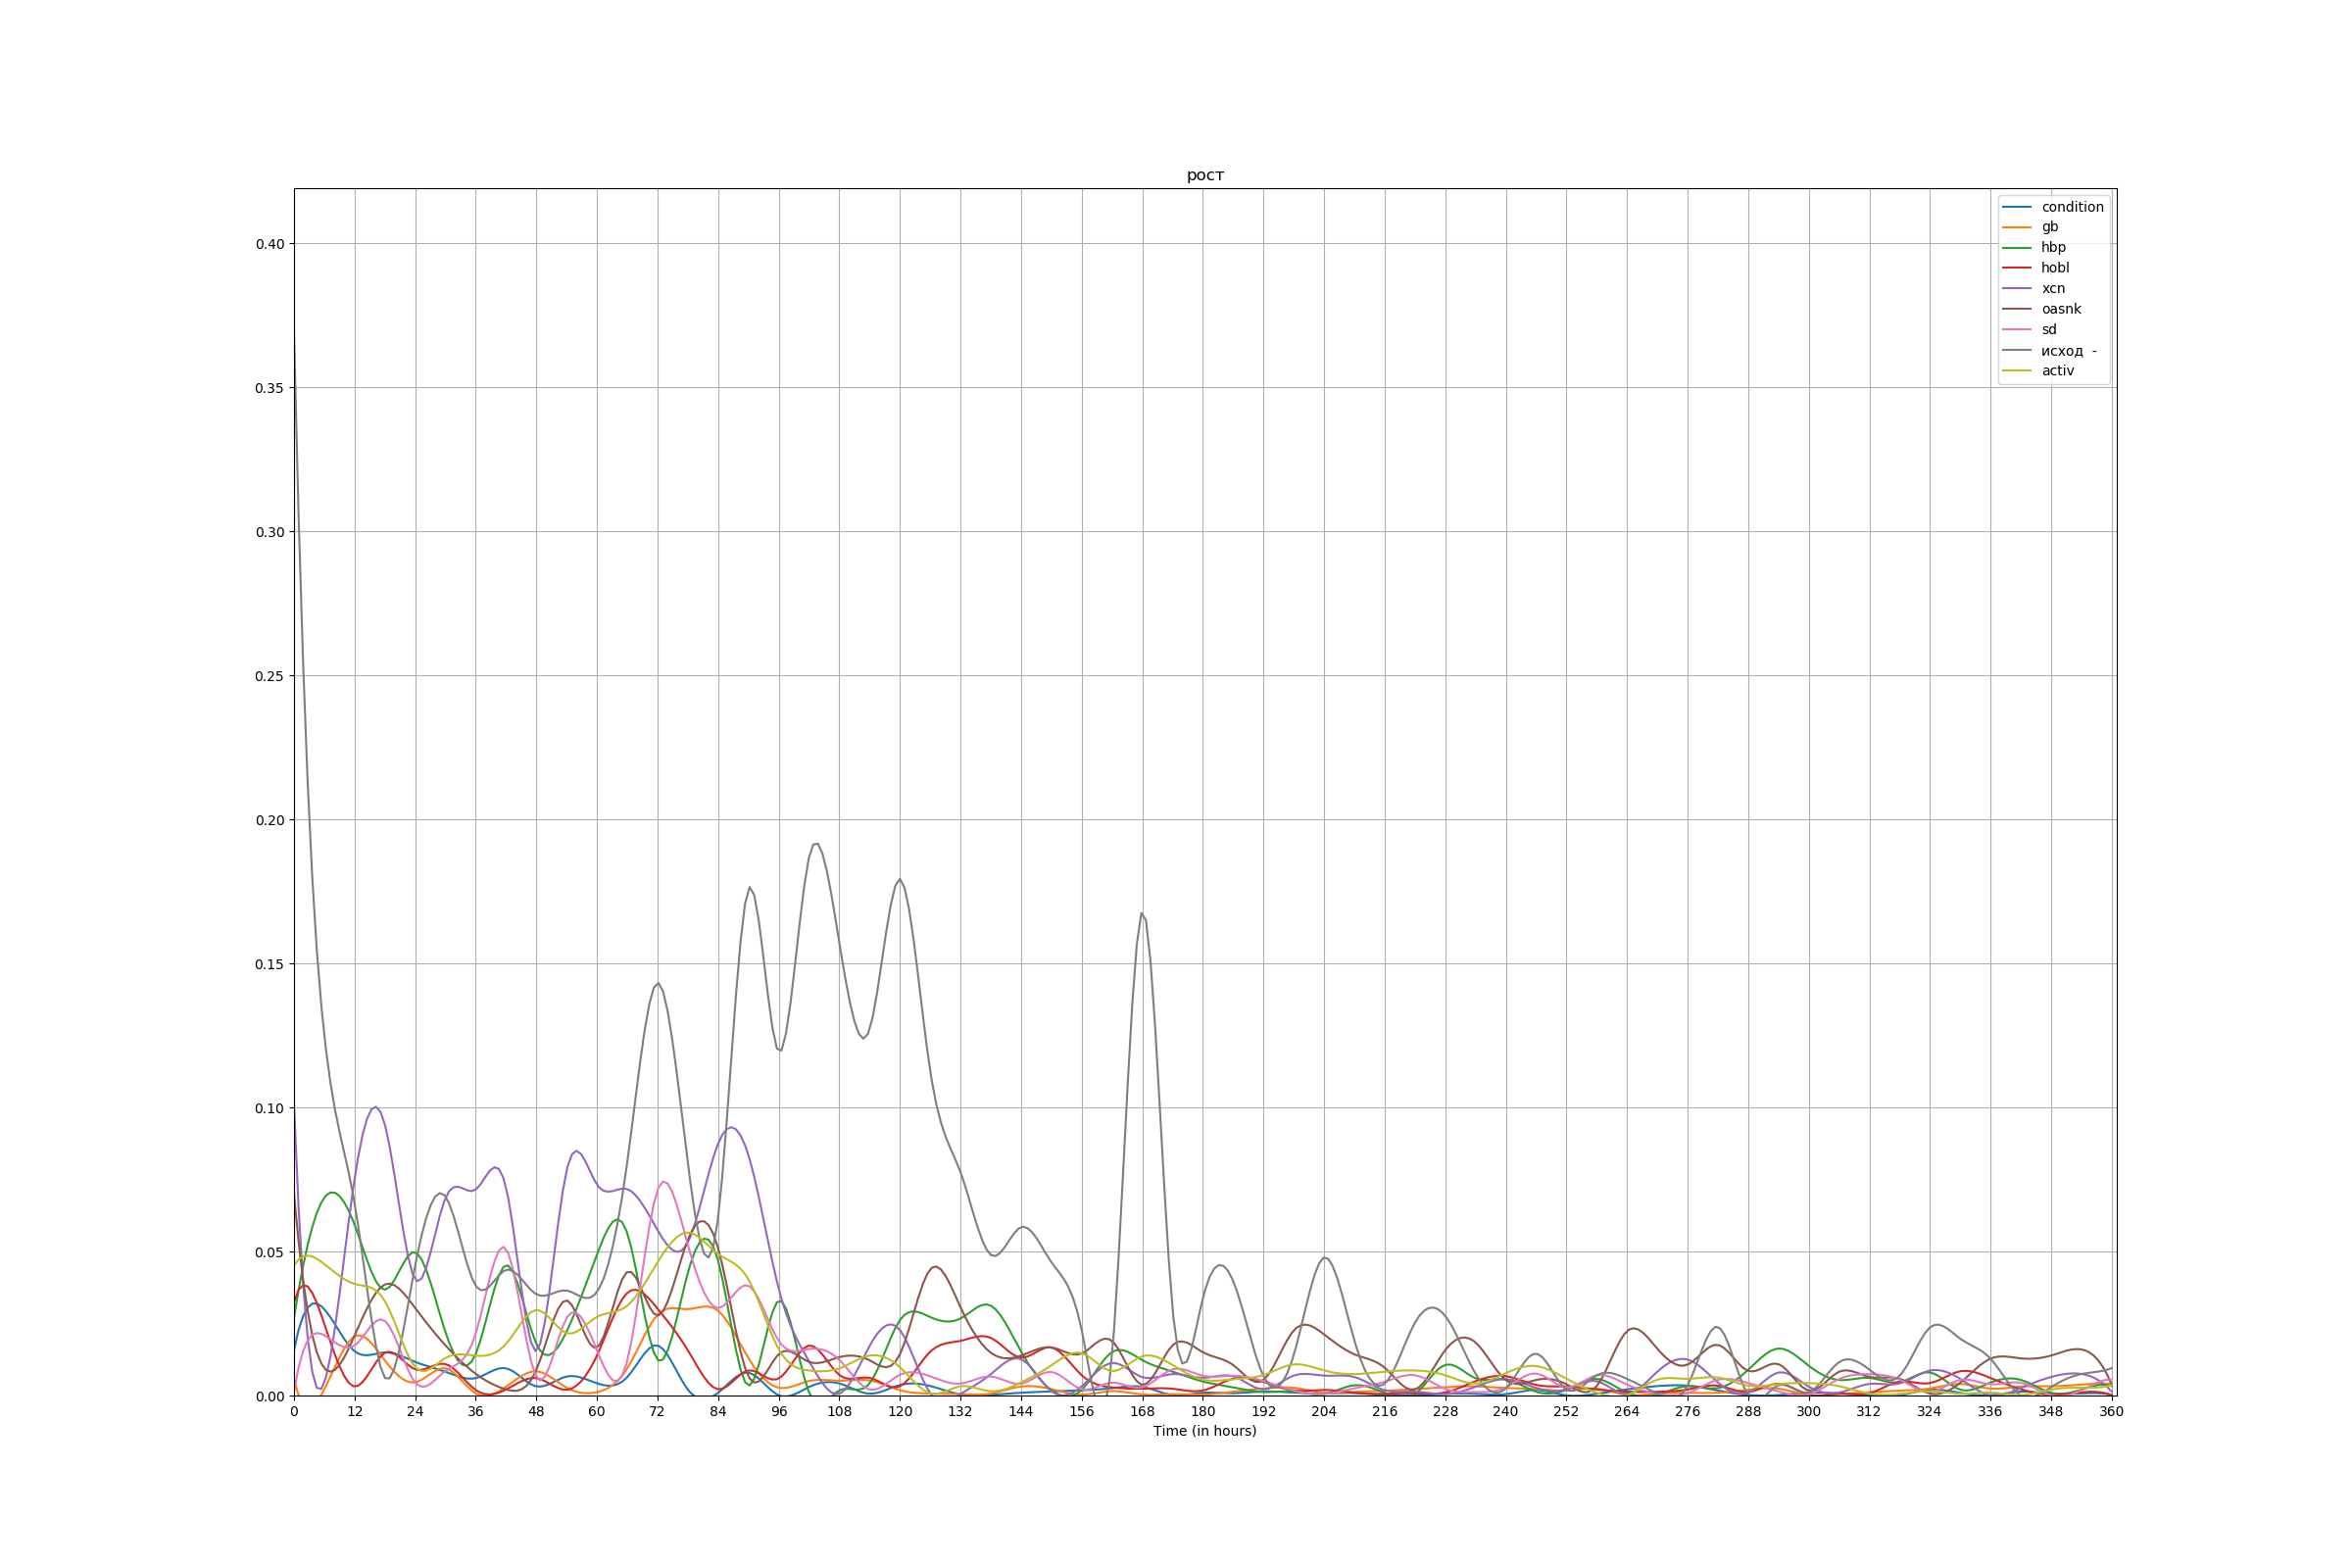 рост
0.40
0.35
0.30
0.25
0.20
0.15
0.10
0.05
0.00
condition
gb
hbp
hobl
xcn
oasnk
sd
исход -
activ
0 12 24 36 48 60 72 84 96 108 120 132 144 156 168 180 192 204 216 228 240 252 264 276 288 300 312 324 336 348 360
Time (in hours)